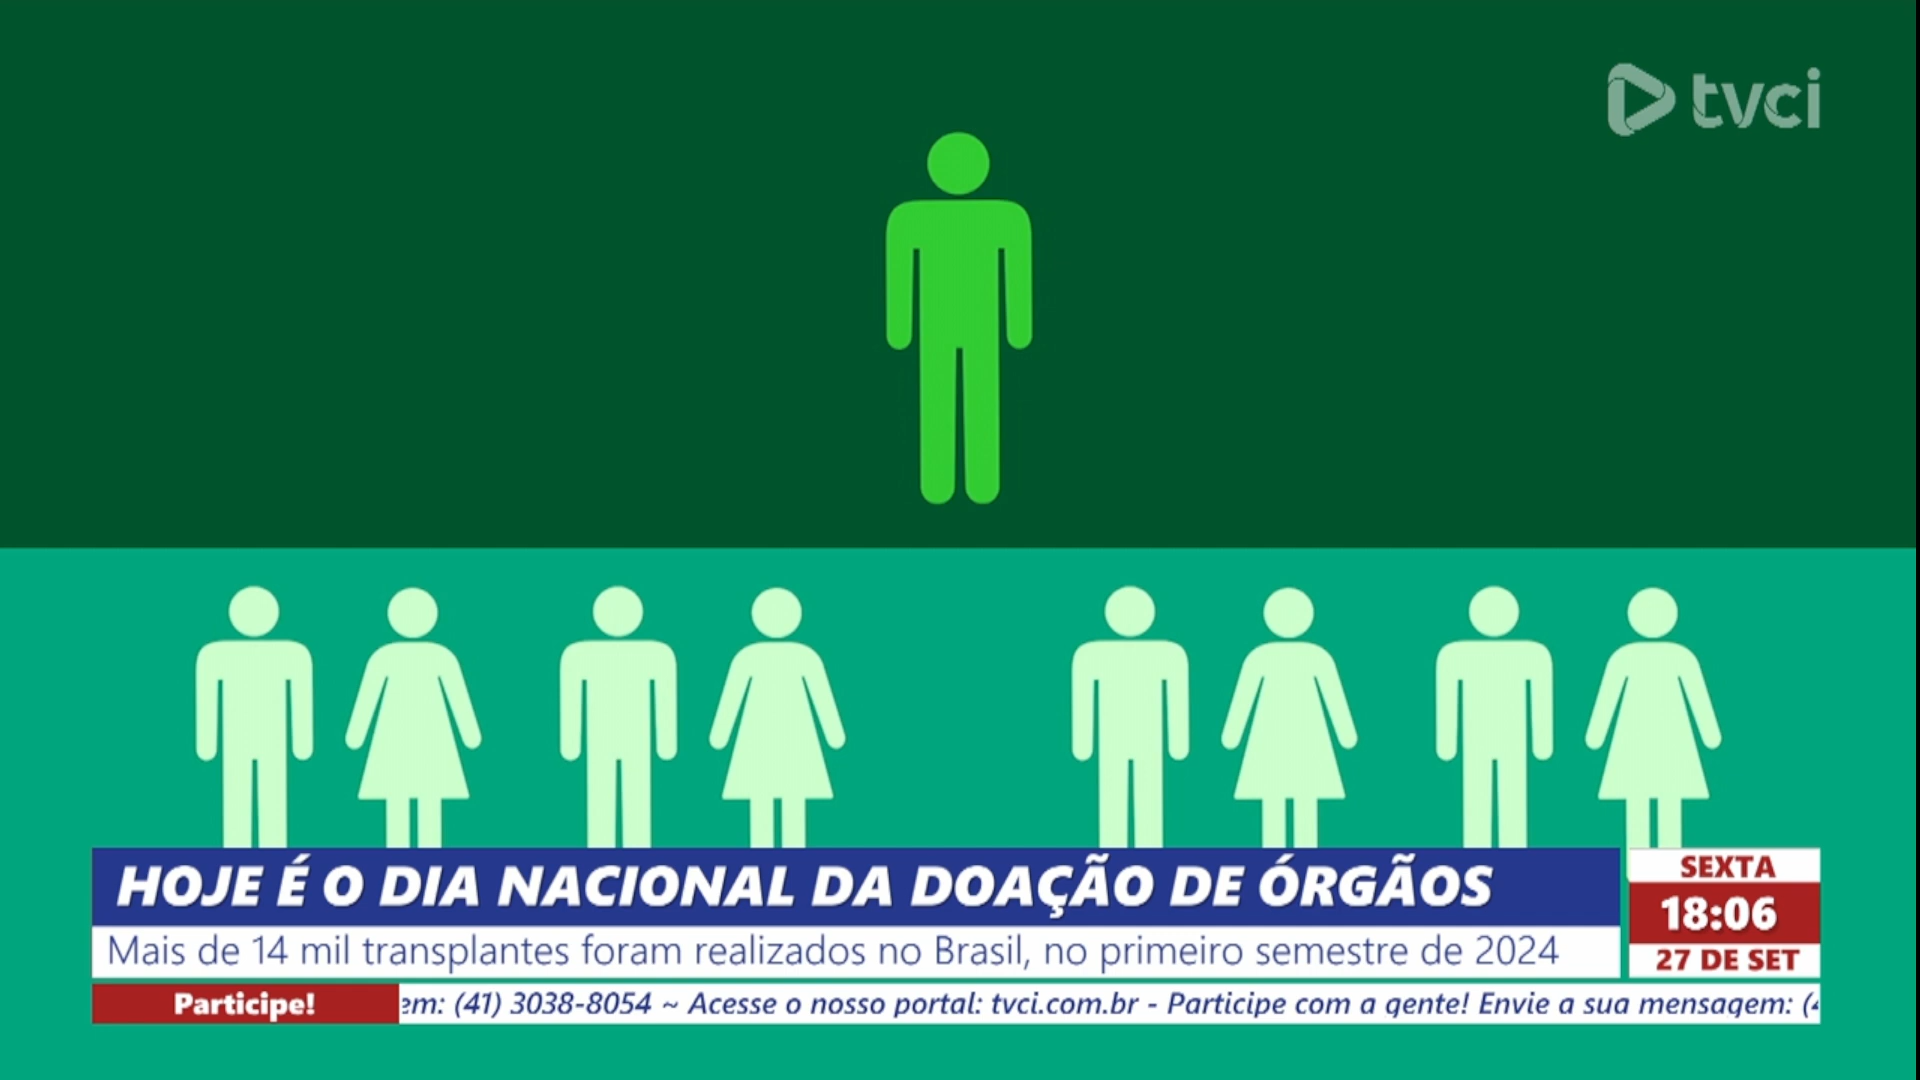 tvci
HOJE É O DIA NACIONAL DA DOAÇÃO DE ÓRGÃOS
Mais de 14 mil transplantes foram realizados no Brasil, no primeiro semestre de 2024
SEXTA
18:06
27 DE SET
Participe!
em: (41) 3038-8054 ~ Acesse o nosso portal: tvci.com.br - Participe com a gente! Envie a sua mensagem: (